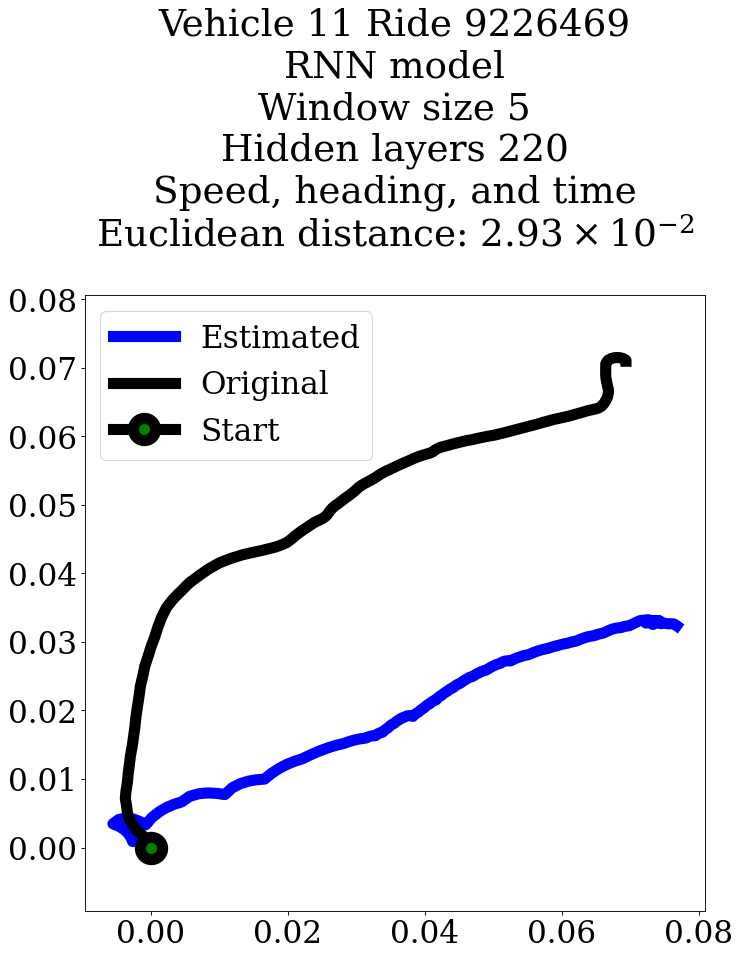 Vehicle 11 Ride 9226469
RNN model
Window size 5
Hidden layers 220
Speed, heading, and time
Euclidean distance: 2.93 × 10⁻²
0.08
0.07
0.06
0.05
0.04
0.03
0.02
0.01
0.00
Estimated
Original
Start
0.00 0.02 0.04 0.06 0.08